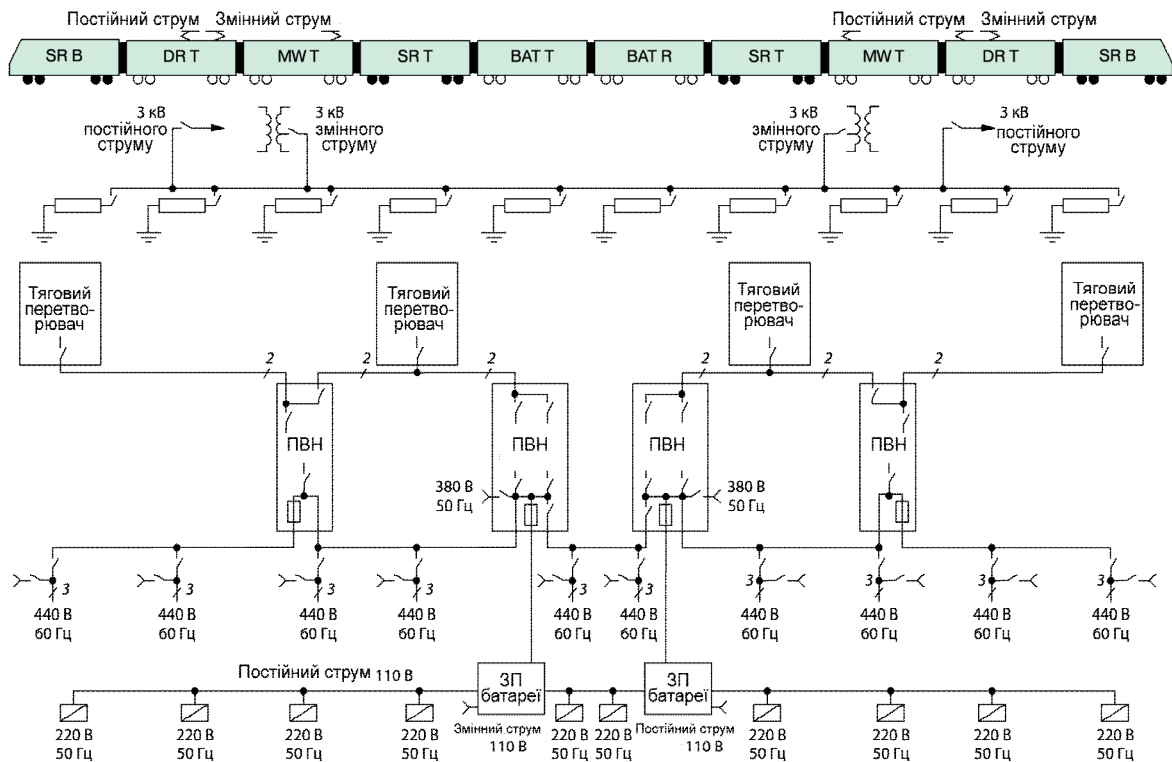 Постійний струм Змінний струм Постійний струм Змінний струм
SR B DR T MW T SR T BAT T BAT R SR T MW T DR T SR B
3 кВ
постійного
струму
3 кВ
змінного
струму
3 кВ
змінного
струму
3 кВ
постійного
струму
Тяговий
перетво-
рювач
Тяговий
перетво-
рювач
Тяговий
перетво-
рювач
Тяговий
перетво-
рювач
2 2 2 2 2 2
ПВН ПВН ПВН ПВН
380 В
50 Гц
380 В
50 Гц
3 3 3 3 3 3 3 3 3 3
440 В 440 В 440 В 440 В 440 В 440 В 440 В 440 В 440 В 440 В
60 Гц 60 Гц 60 Гц 60 Гц 60 Гц 60 Гц 60 Гц 60 Гц 60 Гц 60 Гц
Постійний струм 110 В
ЗП
батареї
ЗП
батареї
Змінний струм
110 В
Постійний струм
110 В
220 В 220 В 220 В 220 В 220 В 220 В 220 В 220 В 220 В 220 В
50 Гц 50 Гц 50 Гц 50 Гц 50 Гц 50 Гц 50 Гц 50 Гц 50 Гц 50 Гц